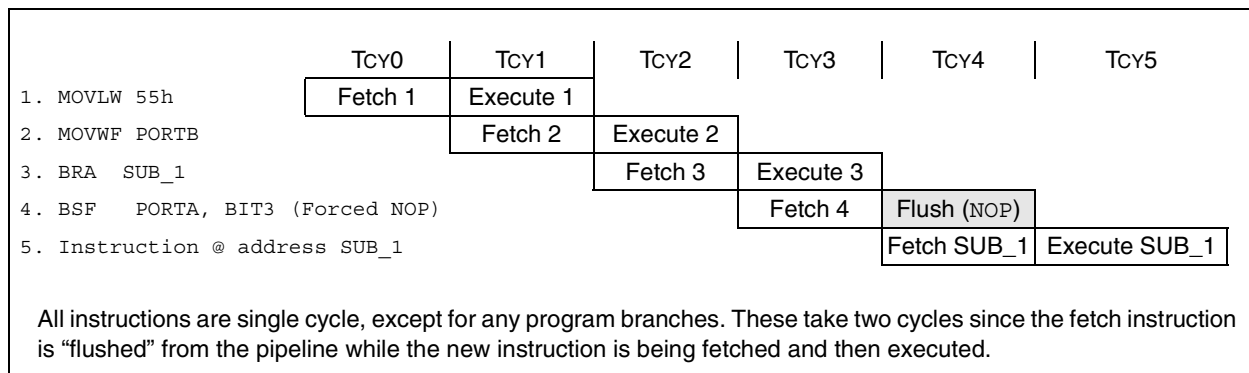 TCY0 TCY1 TCY2 TCY3 TCY4 TCY5
1. MOVLW 55h Fetch 1 Execute 1
2. MOVWF PORTB Fetch 2 Execute 2
3. BRA SUB_1 Fetch 3 Execute 3
4. BSF PORTA, BIT3 (Forced NOP) Fetch 4 Flush (NOP)
5. Instruction @ address SUB_1 Fetch SUB_1 Execute SUB_1
All instructions are single cycle, except for any program branches. These take two cycles since the fetch instruction
is “flushed” from the pipeline while the new instruction is being fetched and then executed.